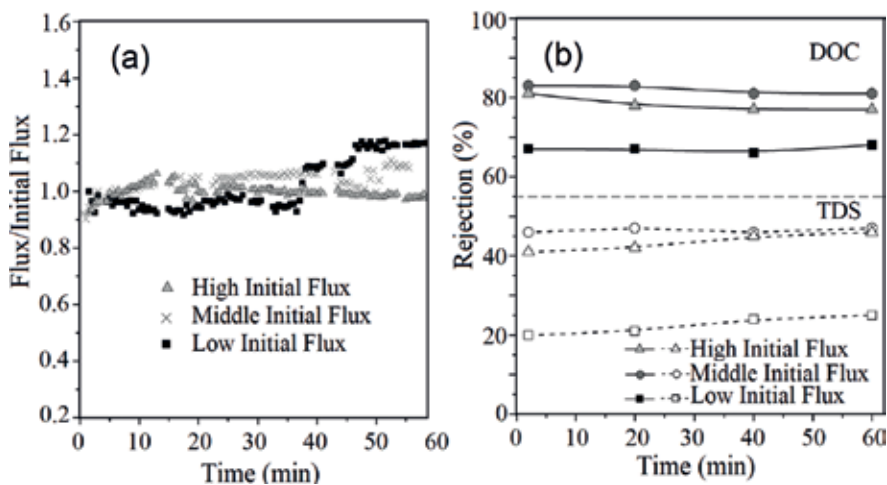 (a)
1.6
1.4
1.2
1.0
0.8
0.6
0.4
0.2
Flux/Initial Flux
High Initial Flux
Middle Initial Flux
Low Initial Flux
0 10 20 30 40 50 60
Time (min)
(b)
DOC
100
80
60
40
20
0
Rejection (%)
TDS
High Initial Flux
Middle Initial Flux
Low Initial Flux
0 10 20 30 40 50 60
Time (min)